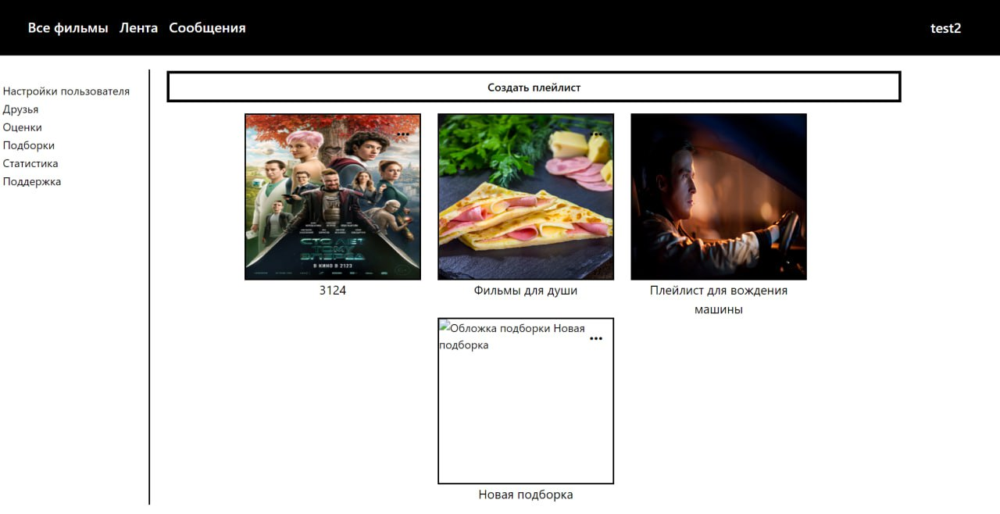 Все фильмы Лента Сообщения test2
Настройки пользователя
Друзья
Оценки
Подборки
Статистика
Поддержка
Создать плейлист
СТО ЛЕТ
ТОМУ
ВПЕРЕД
В КИНО В 2123
3124
Фильмы для души
Плейлист для вождения
машины
Обложка подборки Новая
подборка
Новая подборка